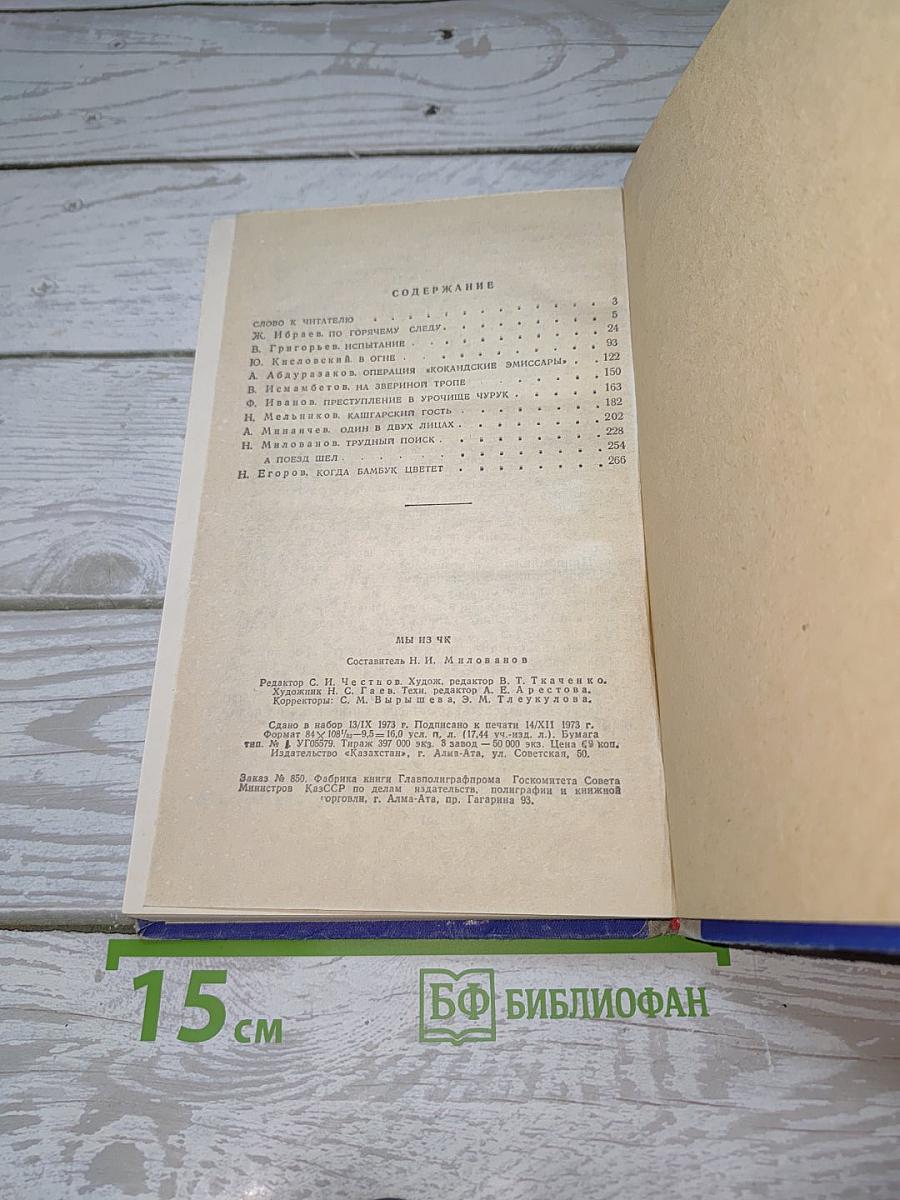 СОДЕРЖАНИЕ
СЛОВО К ЧИТАТЕЛЮ . . . . . . . . . . 3
Ж. Ибраев. ПО ГОРЯЧЕМУ СЛЕДУ. . . . . . . . 5
В. Григорьев. ИСПЫТАНИЕ . . . . . . . . 24
Ю. Кисловский. В ОГНЕ . . . . . . . . 93
А. Абдуразаков. ОПЕРАЦИЯ «КОКАНДСКИЕ ЭМИССАРЫ» . . 122
В. Исмамбетов. НА ЗВЕРИНОЙ ТРОПЕ . . . . . 150
Ф. Иванов. ПРЕСТУПЛЕНИЕ В УРОЧИЩЕ ЧУРУК . . . . 163
Н. Мельников. КАШГАРСКИЙ ГОСТЬ . . . . . . 182
А. Минайчев. ОДИН В ДВУХ ЛИЦАХ . . . . . . 202
Н. Милованов. ТРУДНЫЙ ПОИСК . . . . . . 228
А ПОЕЗД ШЕЛ . . . . . . . . 254
Н. Егоров. КОГДА БАМБУК ЦВЕТЕТ . . . . . . 266
МЫ ИЗ ЧК
Составитель Н. И. Милованов
Редактор С. И. Честнов. Худож. редактор В. Т. Ткаченко.
Художник Н. С. Гаев. Техн. редактор А. Е. Арестова.
Корректоры: С. М. Вырышева, Э. М. Тлеукулова.
Сдано в набор 13/IX 1973 г. Подписано к печати 14/XII 1973 г.
Формат 84×108¹/₃₂—9,5=16,0 усл. п. л. (17,44 уч.-изд. л.). Бумага
тип. № 1. УГ05579. Тираж 397 000 экз. 3 завод — 50 000 экз. Цена 69 коп.
Издательство «Казахстан», г. Алма-Ата, ул. Советская, 50.
Заказ № 850. Фабрика книги Главполиграфпрома Госкомитета Совета
Министров КазССР по делам издательств, полиграфии и книжной
торговли, г. Алма-Ата, пр. Гагарина 93.
15 см
БФ БИБЛИОФАН